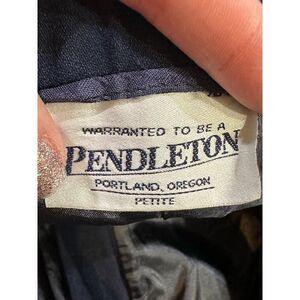 WARRANTED TO BE A
PENDLETON
PORTLAND, OREGON
PETITE